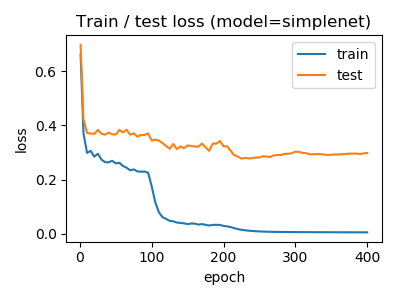 Train / test loss (model=simplenet)
train
test
loss
0.6
0.4
0.2
0.0
0 100 200 300 400
epoch